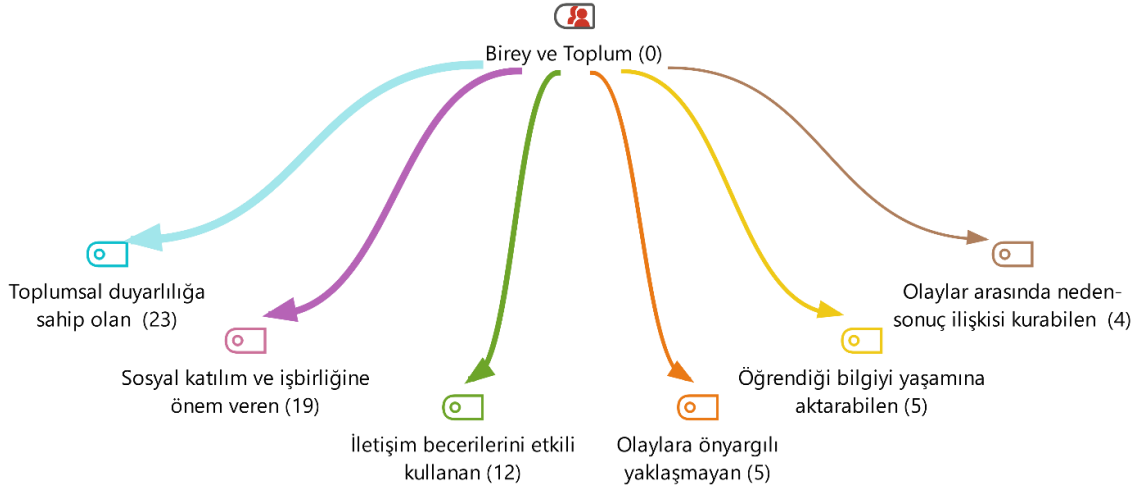 Birey ve Toplum (0)
Toplumsal duyarlılığa
sahip olan (23)
Sosyal katılım ve işbirliğine
önem veren (19)
İletişim becerilerini etkili
kullanan (12)
Olaylara önyargılı
yaklaşmayan (5)
Öğrendiği bilgiyi yaşamına
aktarabilen (5)
Olaylar arasında neden-
sonuç ilişkisi kurabilen (4)